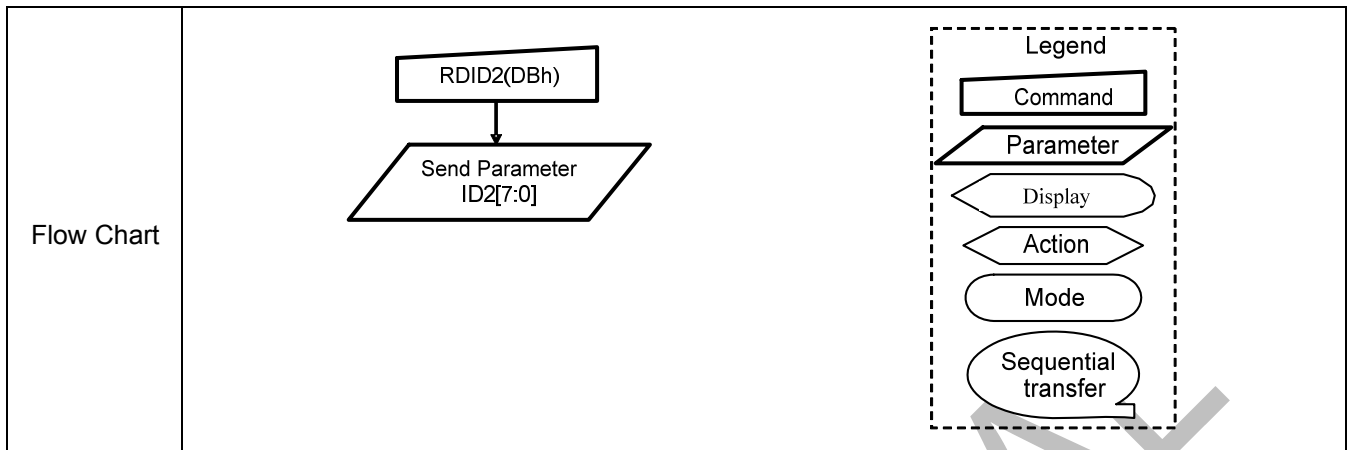 Flow Chart
RDID2(DBh)
Send Parameter
ID2[7:0]
Legend
Command
Parameter
Display
Action
Mode
Sequential
transfer